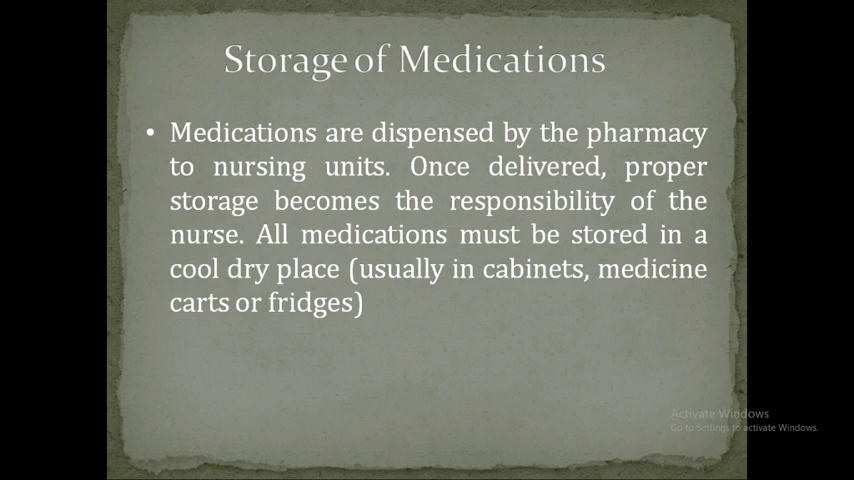 Storage of Medications
• Medications are dispensed by the pharmacy
to nursing units. Once delivered, proper
storage becomes the responsibility of the
nurse. All medications must be stored in a
cool dry place (usually in cabinets, medicine
carts or fridges)
Activate Windows
Go to Settings to activate Windows.